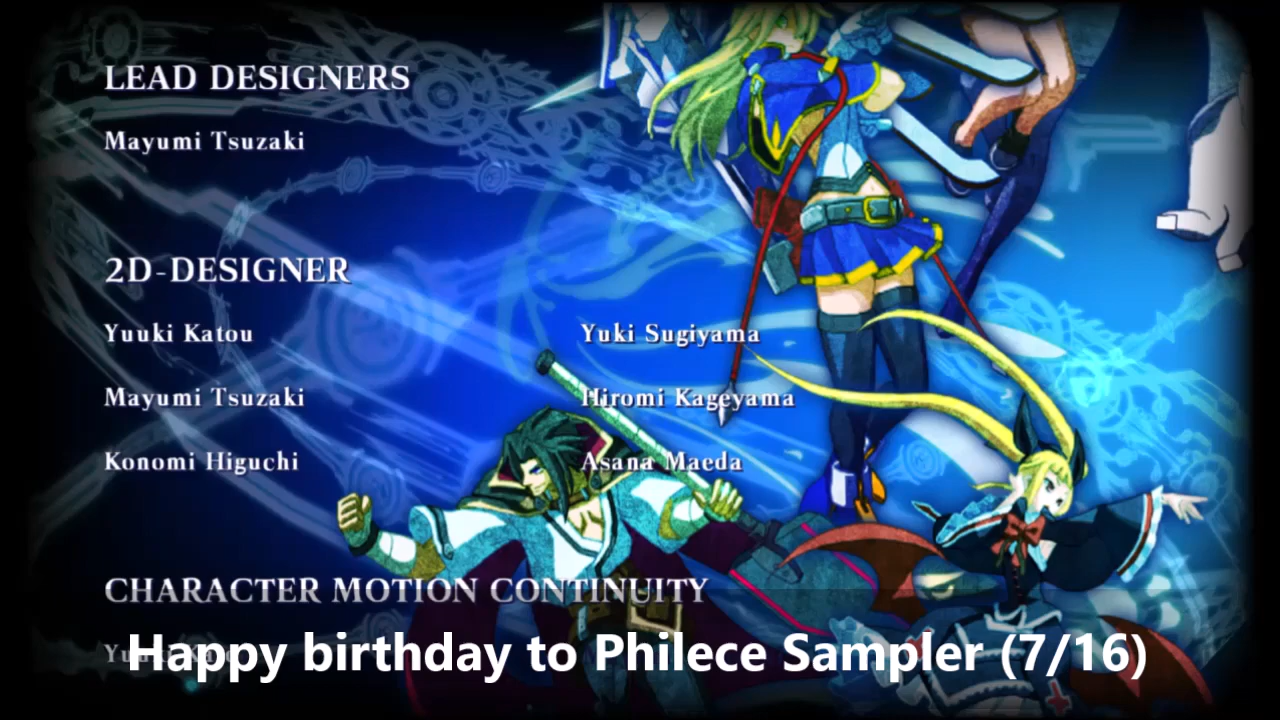 LEAD DESIGNERS
Mayumi Tsuzaki
2D-DESIGNER
Yuuki Katou
Yuki Sugiyama
Mayumi Tsuzaki
Hiromi Kageyama
Konomi Higuchi
Asana Maeda
CHARACTER MOTION CONTINUITY
Happy birthday to Philece Sampler (7/16)